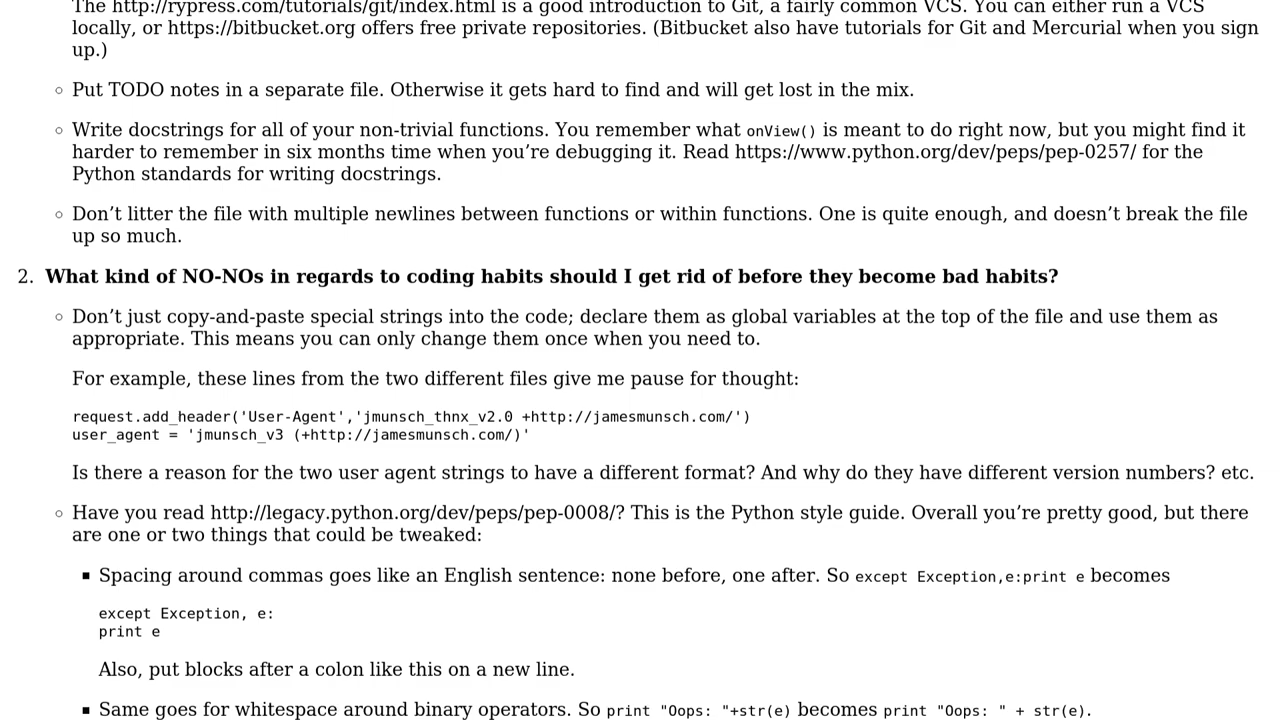 The http://rypress.com/tutorials/git/index.html is a good introduction to Git, a fairly common VCS. You can either run a VCS
locally, or https://bitbucket.org offers free private repositories. (Bitbucket also have tutorials for Git and Mercurial when you sign
up.)
◦ Put TODO notes in a separate file. Otherwise it gets hard to find and will get lost in the mix.
◦ Write docstrings for all of your non-trivial functions. You remember what onView() is meant to do right now, but you might find it
harder to remember in six months time when you’re debugging it. Read https://www.python.org/dev/peps/pep-0257/ for the
Python standards for writing docstrings.
◦ Don’t litter the file with multiple newlines between functions or within functions. One is quite enough, and doesn’t break the file
up so much.
2. What kind of NO-NOs in regards to coding habits should I get rid of before they become bad habits?
◦ Don’t just copy-and-paste special strings into the code; declare them as global variables at the top of the file and use them as
appropriate. This means you can only change them once when you need to.
For example, these lines from the two different files give me pause for thought:
request.add_header('User-Agent','jmunsch_thnx_v2.0 +http://jamesmunsch.com/')
user_agent = 'jmunsch_v3 (+http://jamesmunsch.com/)'
Is there a reason for the two user agent strings to have a different format? And why do they have different version numbers? etc.
◦ Have you read http://legacy.python.org/dev/peps/pep-0008/? This is the Python style guide. Overall you’re pretty good, but there
are one or two things that could be tweaked:
▪ Spacing around commas goes like an English sentence: none before, one after. So except Exception,e:print e becomes
except Exception, e:
print e
Also, put blocks after a colon like this on a new line.
▪ Same goes for whitespace around binary operators. So print "Oops: "+str(e) becomes print "Oops: " + str(e).